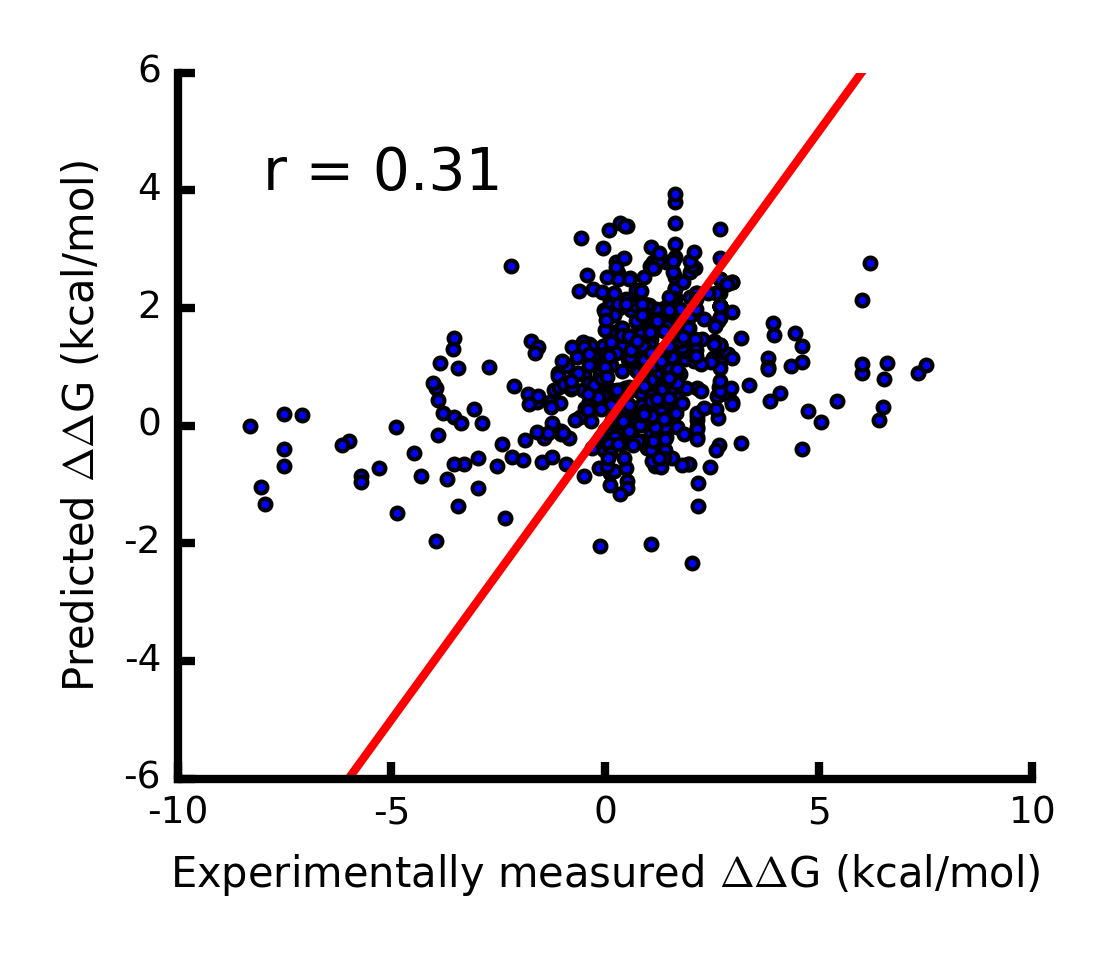 r = 0.31
Predicted ΔΔG (kcal/mol)
6
4
2
0
-2
-4
-6
-10 -5 0 5 10
Experimentally measured ΔΔG (kcal/mol)